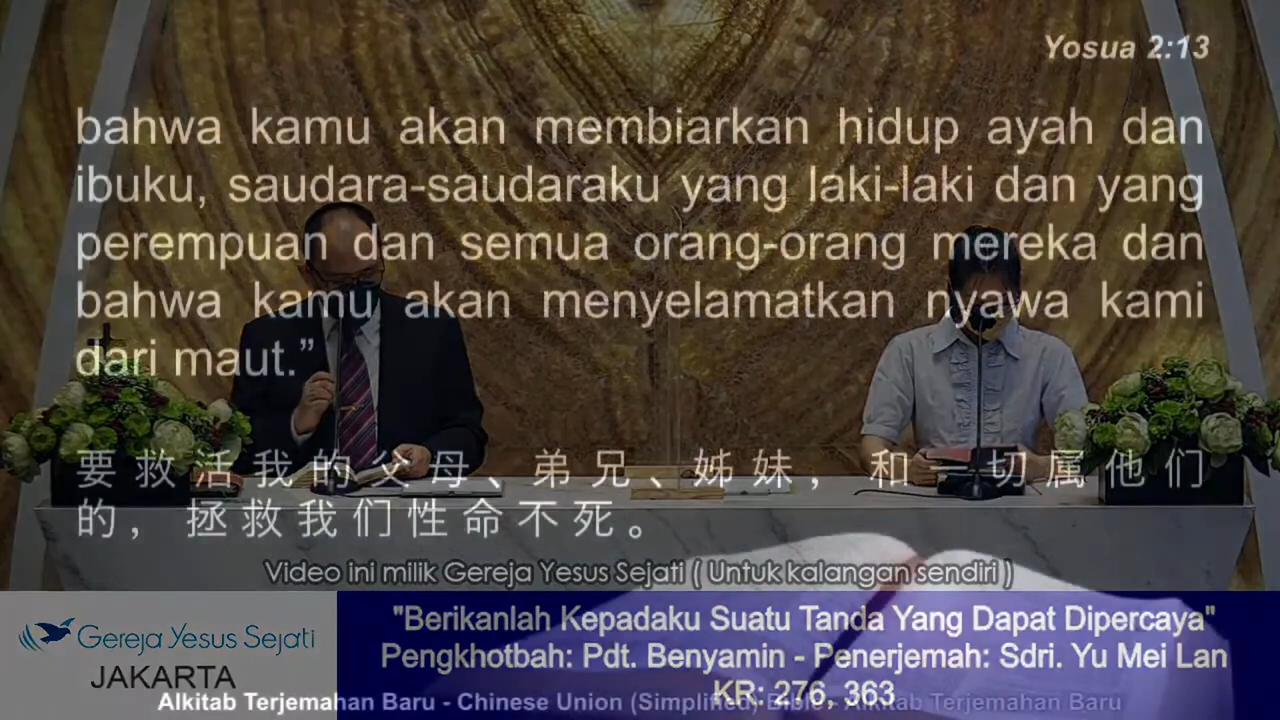 Yosua 2:13
bahwa kamu akan membiarkan hidup ayah dan
ibuku, saudara-saudaraku yang laki-laki dan yang
perempuan dan semua orang-orang mereka dan
bahwa kamu akan menyelamatkan nyawa kami
dari maut.”
要救活我的父母、弟兄、姊妹，和一切属他们
的，拯救我们性命不死。
Video ini milik Gereja Yesus Sejati ( Untuk kalangan sendiri )
Gereja Yesus Sejati
JAKARTA
"Berikanlah Kepadaku Suatu Tanda Yang Dapat Dipercaya"
Pengkhotbah: Pdt. Benyamin - Penerjemah: Sdri. Yu Mei Lan
KR: 276, 363
Alkitab Terjemahan Baru - Chinese Union (Simplified) Bible - Alkitab Terjemahan Baru